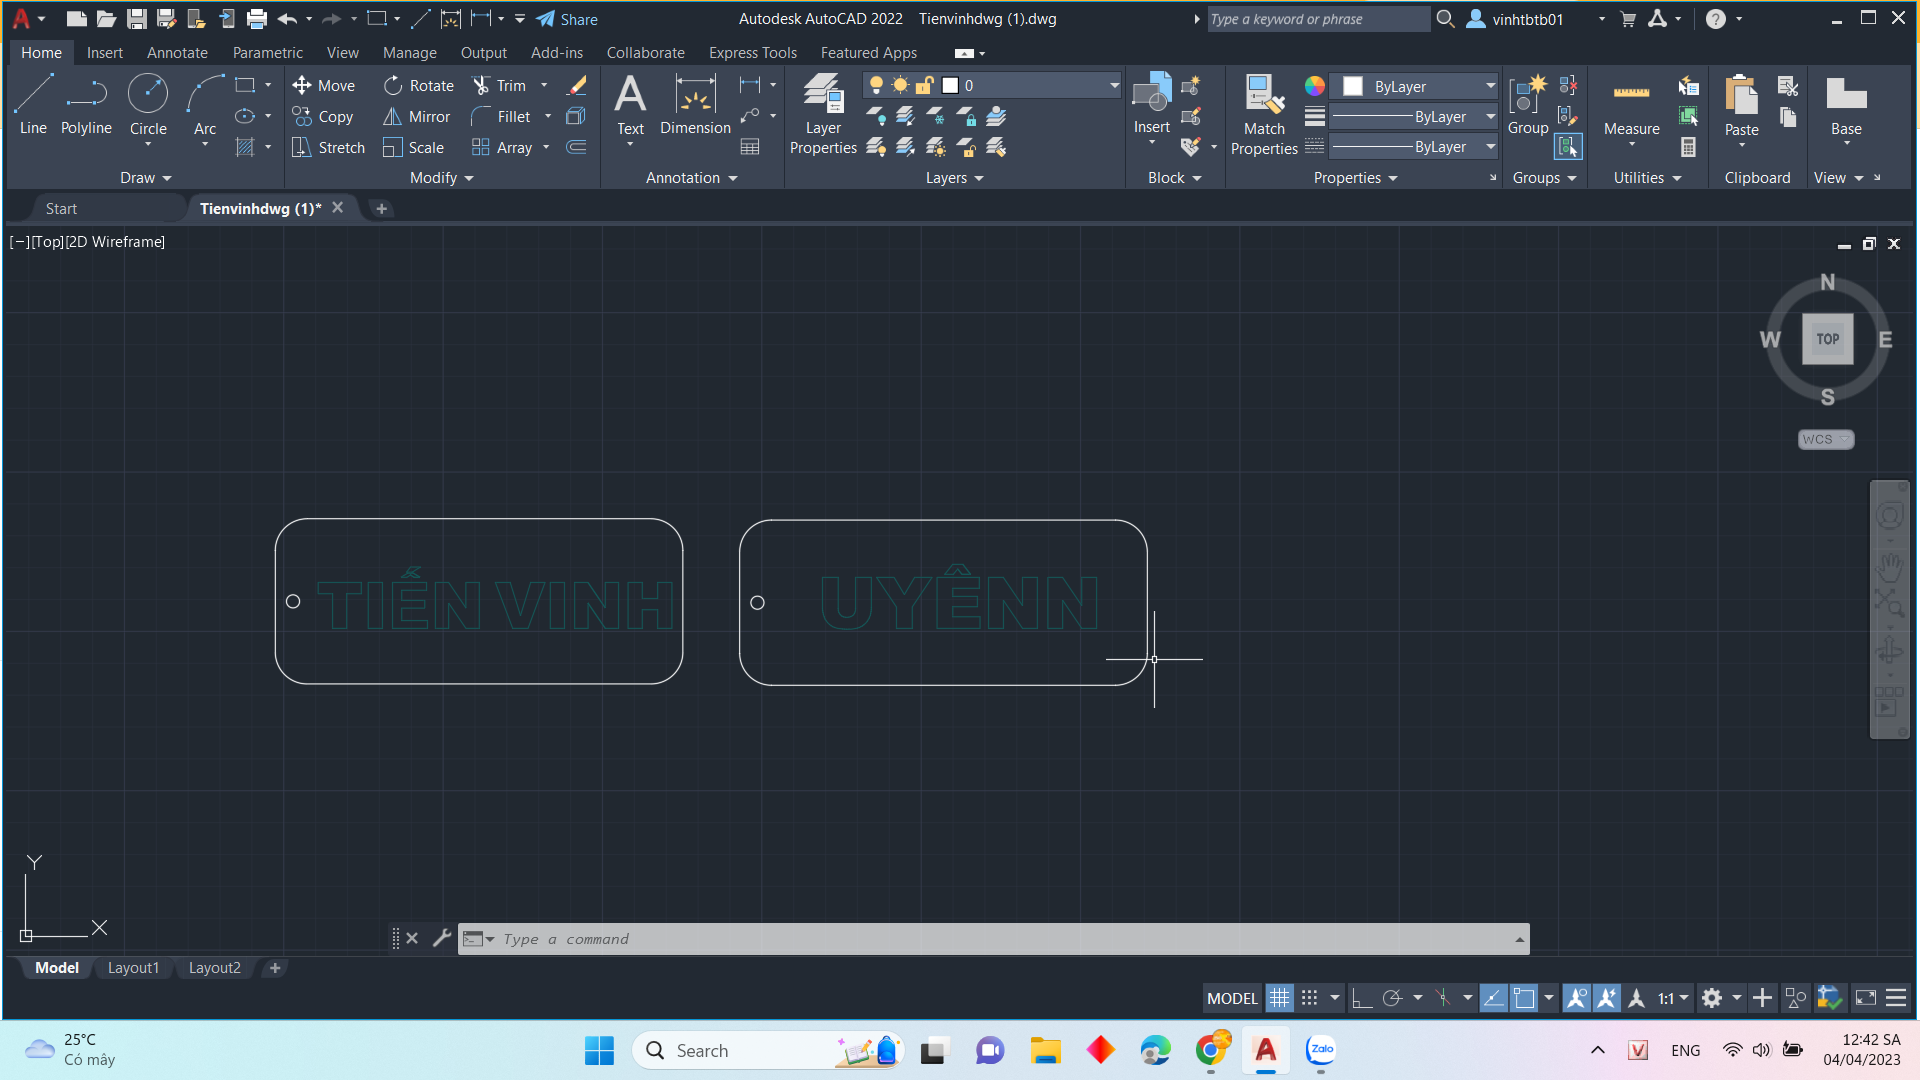 Share
Autodesk AutoCAD 2022 Tienvinhdwg (1).dwg
Type a keyword or phrase
vinhtbtb01
Home Insert Annotate Parametric View Manage Output Add-ins Collaborate Express Tools Featured Apps
Line Polyline Circle Arc
Move Rotate Trim
Copy Mirror Fillet
Stretch Scale Array
Text Dimension
Layer Properties
0
Insert
Match Properties
ByLayer
ByLayer
ByLayer
Group
Measure
Paste
Base
Draw Modify Annotation Layers Block Properties Groups Utilities Clipboard View
Start Tienvinhdwg (1)*
[−][Top][2D Wireframe]
N
W TOP E
S
WCS
TIẾN VINH UYÊNN
Y
X
Type a command
Model Layout1 Layout2
MODEL 1:1
25°C
Có mây
Search
Zalo
V
ENG
12:42 SA
04/04/2023